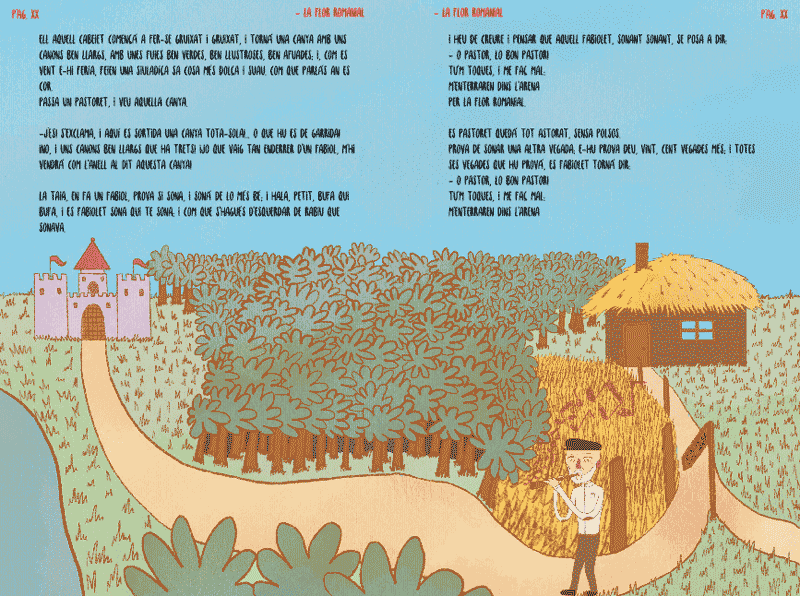 PÀG. XX
- LA FLOR ROMANIAL
ELL AQUELL CABEIET COMENÇÀ A FER-SE GRUIXAT I GRUIXAT, I TORNÀ UNA CANYA AMB UNS
CANONS BEN LLARGS, AMB UNES FUIES BEN VERDES, BEN LLUSTROSES, BEN AFUADES; I, COM ES
VENT E-HI FERIA, FEIEN UNA SIULADICA SA COSA MÉS DOLÇA I SUAU, COM QUE PARLÀS AN ES
COR.
PASSA UN PASTORET, I VEU AQUELLA CANYA.
-JÈS! S'EXCLAMA, I AQUÍ ES SORTIDA UNA CANYA TOTA-SOLA!... O QUE HU ES DE GARRIDA!
INO, I UNS CANONS BEN LLARGS QUE HA TRETS! IJO QUE VAIG TAN ENDERRER D'UN FABIOL, M'HI
VENDRÀ COM L'ANELL AL DIT AQUESTA CANYA!
LA TAIA, EN FA UN FABIOL, PROVA SI SONA, I SONA DE LO MÉS BÉ; I HALA, PETIT, BUFA QUI
BUFA, I ES FABIOLET SONA QUI TE SONA, I COM QUE S'HAGUÉS D'ESQUERDAR DE RABIU QUE
SONAVA.
- LA FLOR ROMANIAL
PÀG. XX
I HEU DE CREURE I PENSAR QUE AQUELL FABIOLET, SONANT SONANT, SE POSA A DIR:
- O PASTOR, LO BON PASTOR!
TU'M TOQUES, I ME FAC MAL:
M'ENTERRAREN DINS L'ARENA
PER LA FLOR ROMANIAL.
ES PASTORET QUEDÀ TOT ASTORAT, SENSA POLSOS.
PROVA DE SONAR UNA ALTRA VEGADA; E-HU PROVA DEU, VINT, CENT VEGADES MÉS; I TOTES
SES VEGADES QUE HU PROVA, ES FABIOLET TORNA DIR:
- O PASTOR, LO BON PASTOR!
TU'M TOQUES, I ME FAC MAL:
M'ENTERRAREN DINS L'ARENA